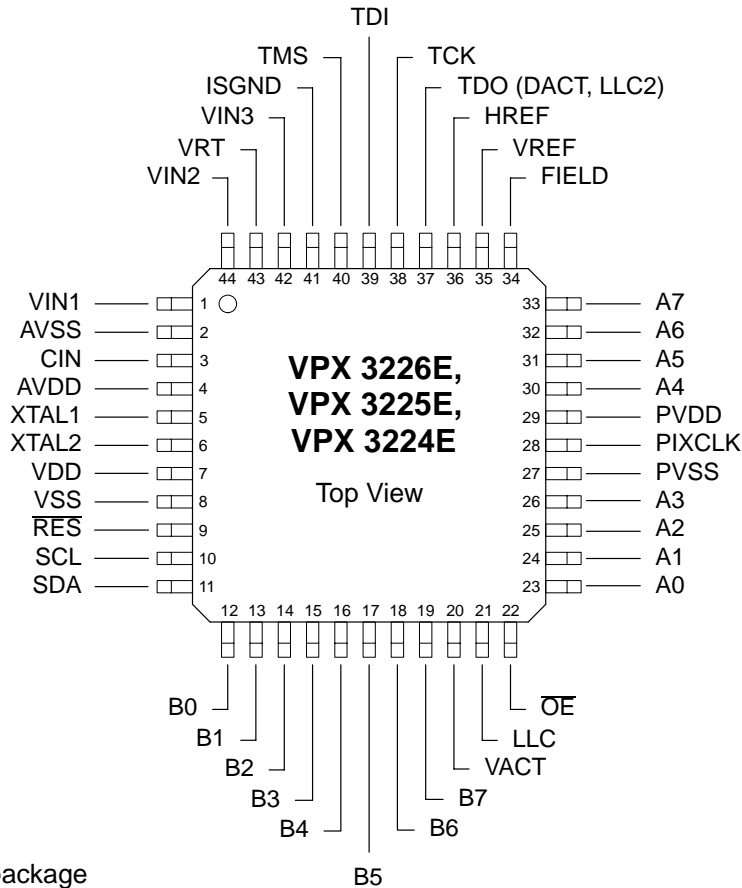 TDI
TMS
TCK
ISGND
TDO (DACT, LLC2)
VIN3
HREF
VRT
VREF
VIN2
FIELD
44 43 42 41 40 39 38 37 36 35 34
VIN1 1 33 A7
AVSS 2 32 A6
CIN 3 31 A5
AVDD 4 30 A4
XTAL1 5 29 PVDD
XTAL2 6 28 PIXCLK
VDD 7 27 PVSS
VSS 8 26 A3
RES 9 25 A2
SCL 10 24 A1
SDA 11 23 A0
VPX 3226E,
VPX 3225E,
VPX 3224E
Top View
12 13 14 15 16 17 18 19 20 21 22
B0
OE
B1
LLC
B2
VACT
B3
B7
B4
B6
B5
package